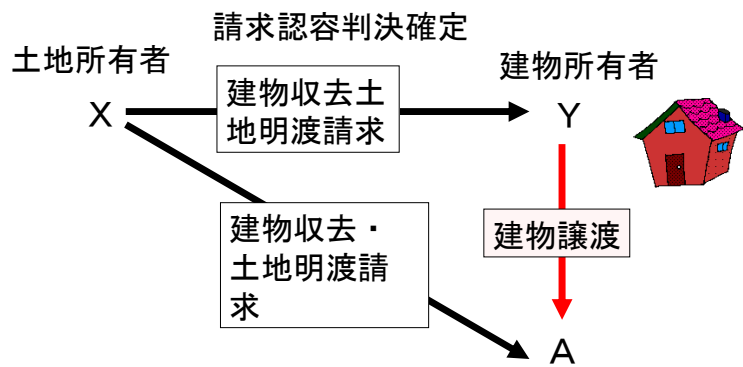 請求認容判決確定
土地所有者
建物所有者
建物収去土
地明渡請求
X
Y
建物収去・
土地明渡請
求
建物譲渡
A